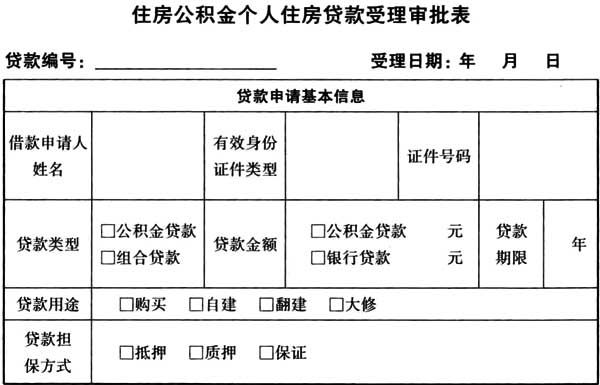 住房公积金个人住房贷款受理审批表
贷款编号: 受理日期: 年 月 日
贷款申请基本信息
借款申请人姓名 有效身份证件类型 证件号码
贷款类型 □公积金贷款 □组合贷款 贷款金额 □公积金贷款 元 □银行贷款 元 贷款期限 年
贷款用途 □购买 □自建 □翻建 □大修
贷款担保方式 □抵押 □质押 □保证